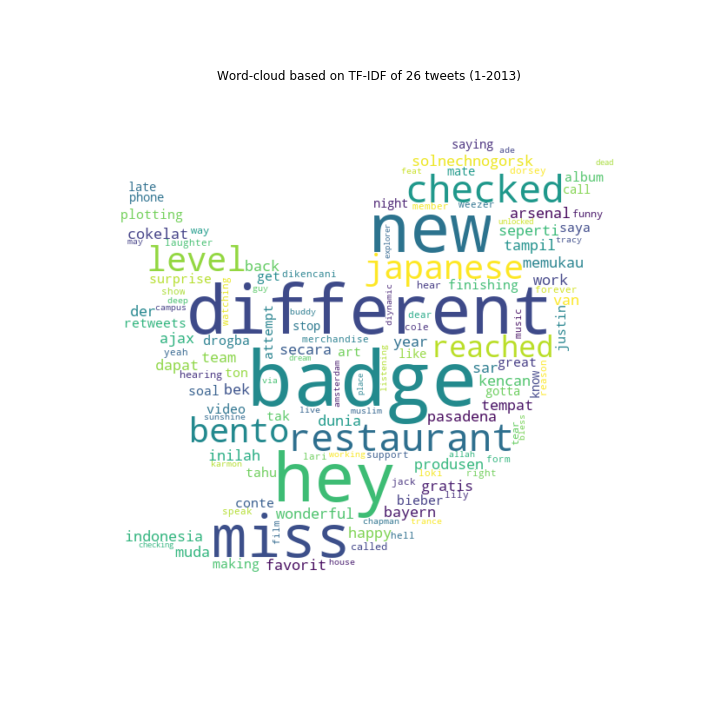 Word-cloud based on TF-IDF of 26 tweets (1-2013)
saying ade
solnechnogorsk dead
feat mate dorsey album
late checked call
phone night member weezer
plotting new arsenal funny
unlocked
cokelat way explorer seperti saya
may laughter tampil tracy
level back japanese memukau
surprise get dikencani hear finishing work
show guy forever
deep watching different diynamic van
der campus buddy dear music justin
retweets attempt stop cole
ajax drogba merchandise year reached
yeah secara art like great
team dream
dapat ton badge amsterdam place listening sar know reason
hearing via kencan
soal bek gotta
video live muslim pasadena tempat
sunshine tak dunia
bento restaurant tear bless
inilah lari working support allah form
karmon produsen
tahu hey loki right
jack gratis
conte bieber lily
speak wonderful bayern
film chapman trance
indonesia miss happy hell
checking muda called
making favorit house